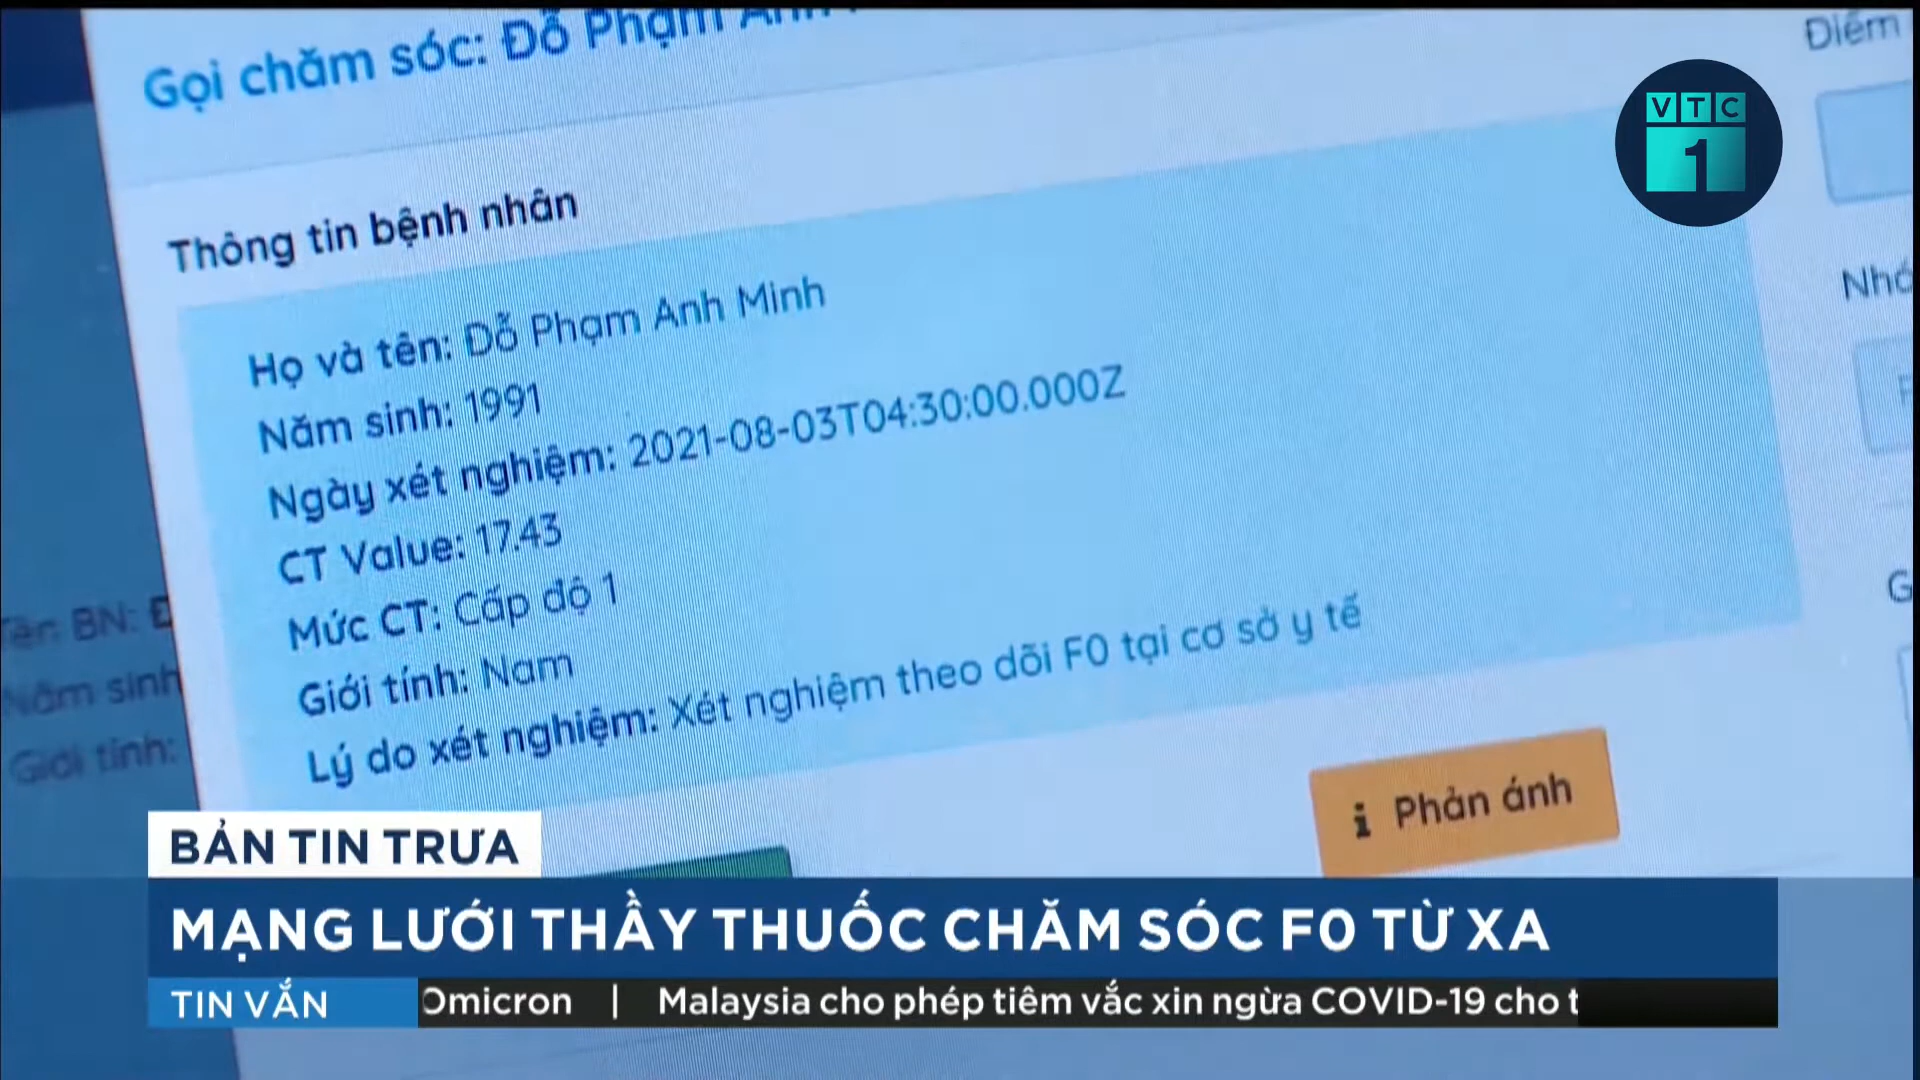 Gọi chăm sóc: Đỗ Phạm Anh
Điểm
VTC
1
Thông tin bệnh nhân
Họ và tên: Đỗ Phạm Anh Minh
Năm sinh: 1991
Ngày xét nghiệm: 2021-08-03T04:30:00.000Z
CT Value: 17.43
Mức CT: Cấp độ 1
Giới tính: Nam
Lý do xét nghiệm: Xét nghiệm theo dõi F0 tại cơ sở y tế
Tên BN: Đ
Năm sinh
Giới tính:
Phản ánh
BẢN TIN TRƯA
MẠNG LƯỚI THẦY THUỐC CHĂM SÓC F0 TỪ XA
TIN VẮN
Omicron | Malaysia cho phép tiêm vắc xin ngừa COVID-19 cho t